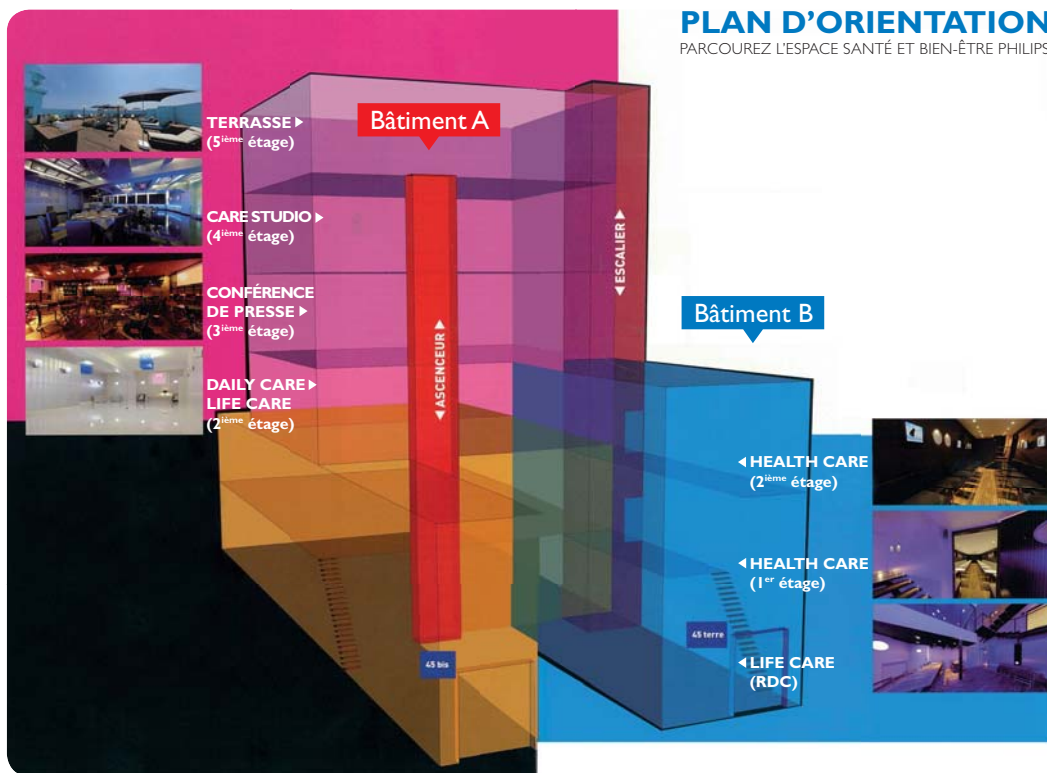 PLAN D'ORIENTATION
PARCOUREZ L'ESPACE SANTÉ ET BIEN-ÊTRE PHILIPS
Bâtiment A
TERRASSE ▶
(5ième étage)
CARE STUDIO ▶
(4ième étage)
CONFÉRENCE
DE PRESSE ▶
(3ième étage)
DAILY CARE ▶
LIFE CARE
(2ième étage)
◀ ASCENCEUR ▶
◀ ESCALIER ▶
Bâtiment B
◀ HEALTH CARE
(2ième étage)
◀ HEALTH CARE
(1er étage)
◀ LIFE CARE
(RDC)
45 bis
45 terre